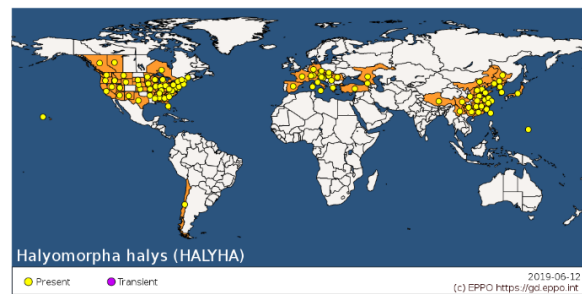 Halyomorpha halys (HALYHA)
Present
Transient
2019-06-12
(c) EPPO https://gd.eppo.int